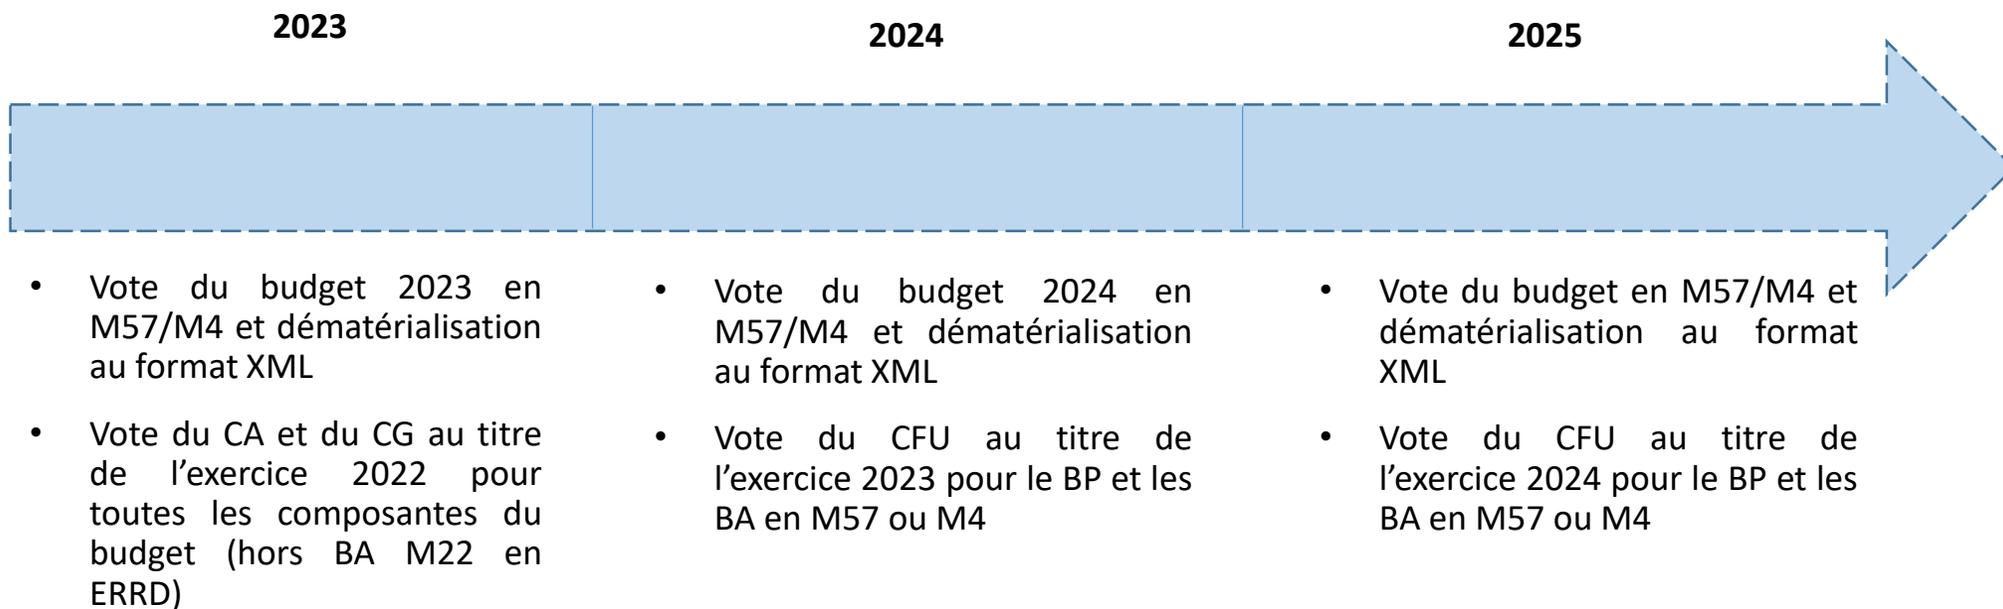 2023
2024
2025
• Vote du budget 2023 en
M57/M4 et dématérialisation
au format XML
• Vote du CA et du CG au titre
de l’exercice 2022 pour
toutes les composantes du
budget (hors BA M22 en
ERRD)
• Vote du budget 2024 en
M57/M4 et dématérialisation
au format XML
• Vote du CFU au titre de
l’exercice 2023 pour le BP et les
BA en M57 ou M4
• Vote du budget en M57/M4 et
dématérialisation au format
XML
• Vote du CFU au titre de
l’exercice 2024 pour le BP et les
BA en M57 ou M4